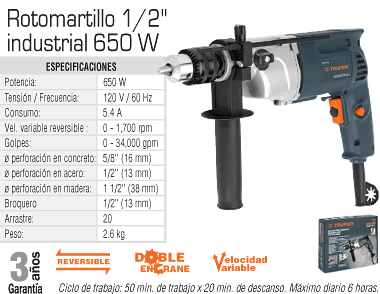 Rotomartillo 1/2"
industrial 650 W
ESPECIFICACIONES
Potencia: 650 W
Tensión / Frecuencia: 120 V / 60 Hz
Consumo: 5.4 A
Vel. variable reversible : 0 - 1,700 rpm
Golpes: 0 - 34,000 gpm
ø perforación en concreto: 5/8" (16 mm)
ø perforación en acero: 1/2" (13 mm)
ø perforación en madera: 1 1/2" (38 mm)
Broquero 1/2" (13 mm)
Arrastre: 20
Peso: 2.6 kg
TRUPER
3 años
Garantía
REVERSIBLE
DOBLE
ENGRANE
Velocidad
Variable
Ciclo de trabajo: 50 min. de trabajo x 20 min. de descanso. Máximo diario 6 horas.